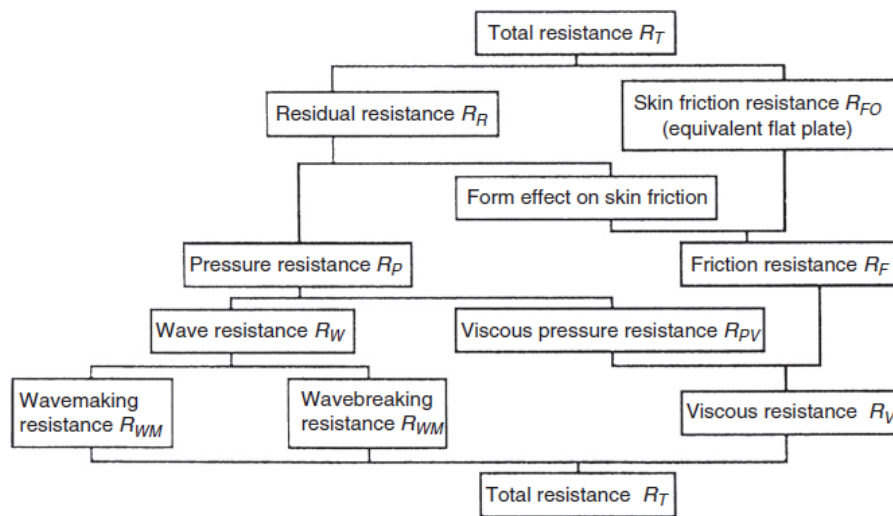 Total resistance R_T
Residual resistance R_R
Skin friction resistance R_FO
(equivalent flat plate)
Form effect on skin friction
Pressure resistance R_P
Friction resistance R_F
Wave resistance R_W
Viscous pressure resistance R_PV
Wavemaking
resistance R_WM
Wavebreaking
resistance R_WM
Viscous resistance R_V
Total resistance R_T